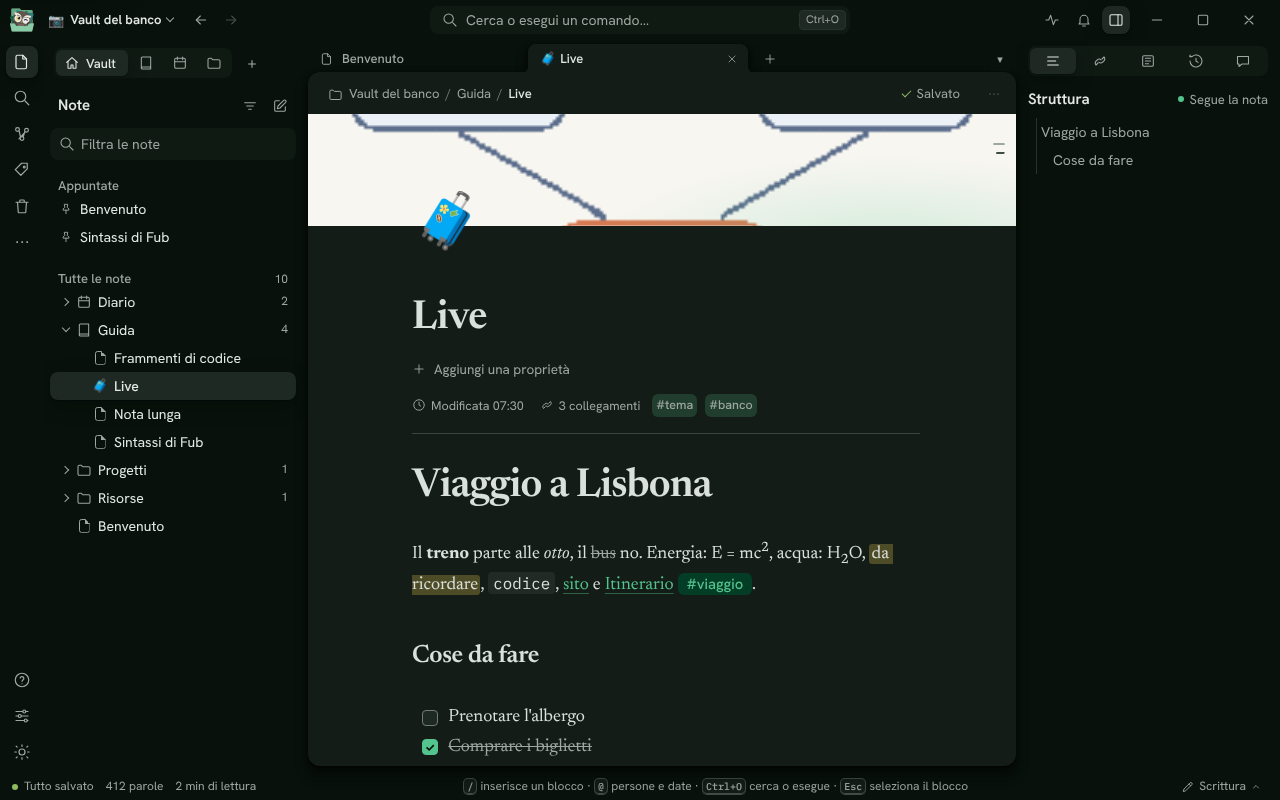 Vault del banco
Cerca o esegui un comando...
Ctrl+O
Vault
Benvenuto
Live
Note
Vault del banco / Guida / Live
Salvato
Struttura
Segue la nota
Filtra le note
Viaggio a Lisbona
Cose da fare
Appuntate
Benvenuto
Sintassi di Fub
Tutte le note 10
Diario 2
Guida 4
Frammenti di codice
Live
Nota lunga
Sintassi di Fub
Progetti 1
Risorse 1
Benvenuto
Live
Aggiungi una proprietà
Modificata 07:30 3 collegamenti #tema #banco
Viaggio a Lisbona
Il treno parte alle otto, il bus no. Energia: E = mc², acqua: H₂O, da
ricordare, codice, sito e Itinerario #viaggio.
Cose da fare
Prenotare l'albergo
Comprare i biglietti
Tutto salvato 412 parole 2 min di lettura
/ inserisce un blocco · @ persone e date · Ctrl+O cerca o esegue · Esc seleziona il blocco
Scrittura